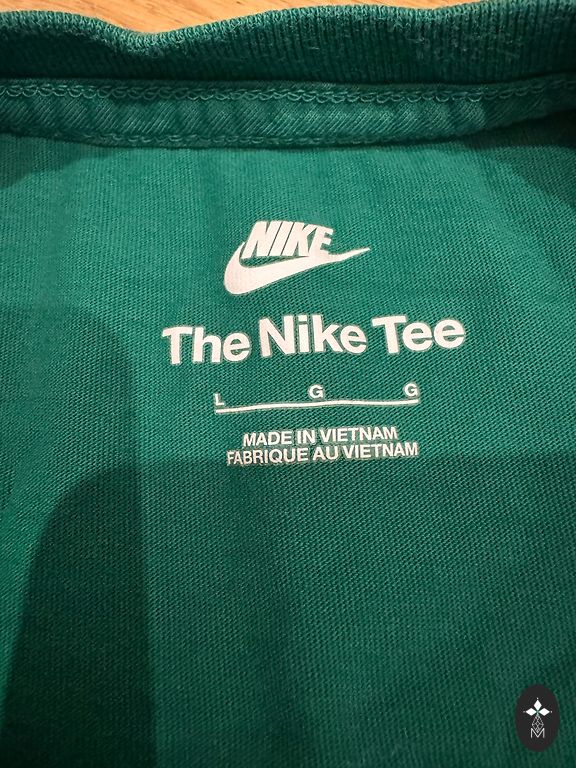 NIKE
The Nike Tee
L G G
MADE IN VIETNAM
FABRIQUE AU VIETNAM
M